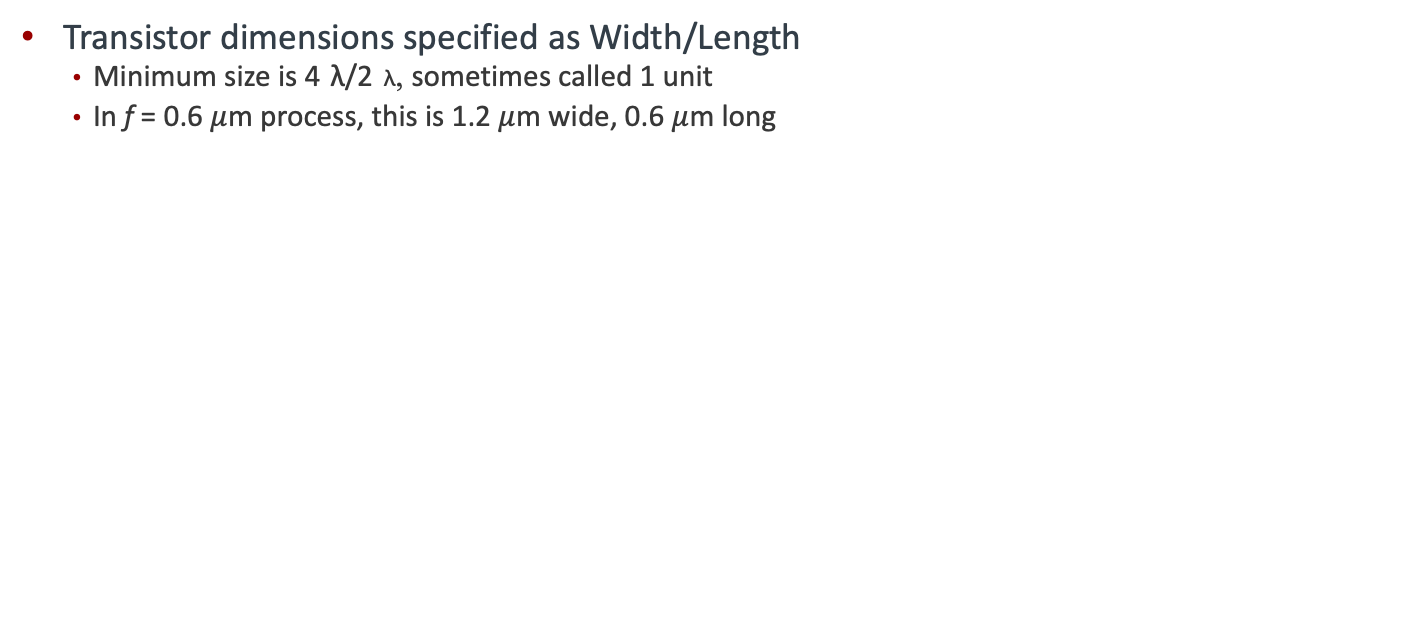 • Transistor dimensions specified as Width/Length
• Minimum size is 4 λ/2 λ, sometimes called 1 unit
• In f = 0.6 μm process, this is 1.2 μm wide, 0.6 μm long